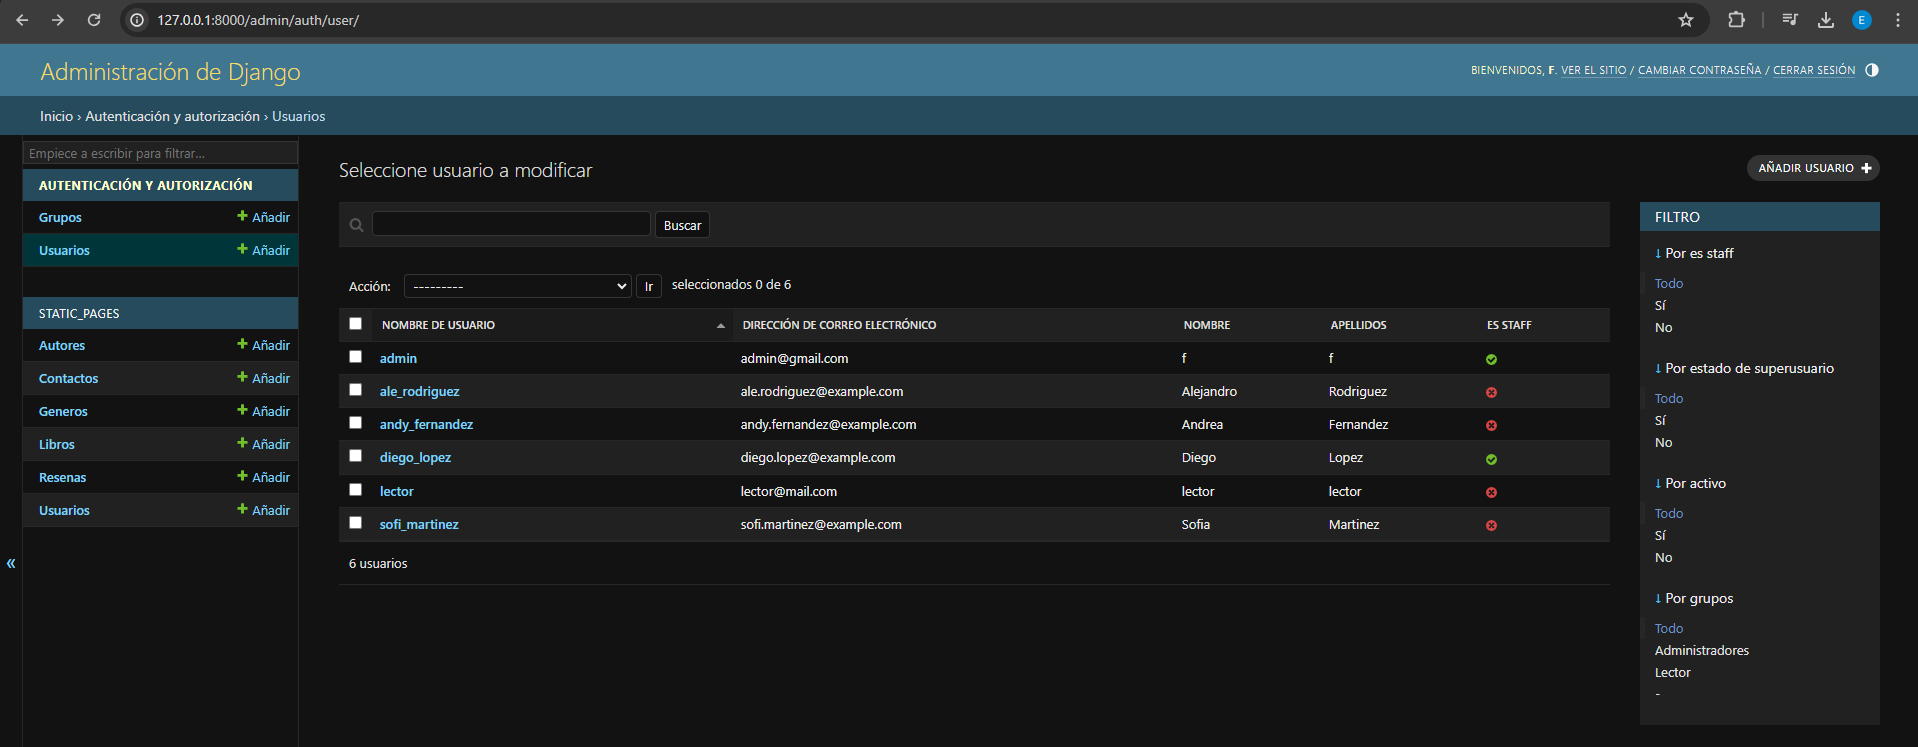 127.0.0.1:8000/admin/auth/user/
E
Administración de Django
BIENVENIDOS, F. VER EL SITIO / CAMBIAR CONTRASEÑA / CERRAR SESIÓN
Inicio › Autenticación y autorización › Usuarios
Empiece a escribir para filtrar...
AUTENTICACIÓN Y AUTORIZACIÓN
Grupos + Añadir
Usuarios + Añadir
STATIC_PAGES
Autores + Añadir
Contactos + Añadir
Generos + Añadir
Libros + Añadir
Resenas + Añadir
Usuarios + Añadir
«
Seleccione usuario a modificar
AÑADIR USUARIO +
Buscar
Acción: --------- Ir seleccionados 0 de 6
NOMBRE DE USUARIO DIRECCIÓN DE CORREO ELECTRÓNICO NOMBRE APELLIDOS ES STAFF
admin admin@gmail.com f f
ale_rodriguez ale.rodriguez@example.com Alejandro Rodriguez
andy_fernandez andy.fernandez@example.com Andrea Fernandez
diego_lopez diego.lopez@example.com Diego Lopez
lector lector@mail.com lector lector
sofi_martinez sofi.martinez@example.com Sofia Martinez
6 usuarios
FILTRO
↓ Por es staff
Todo
Sí
No
↓ Por estado de superusuario
Todo
Sí
No
↓ Por activo
Todo
Sí
No
↓ Por grupos
Todo
Administradores
Lector
-